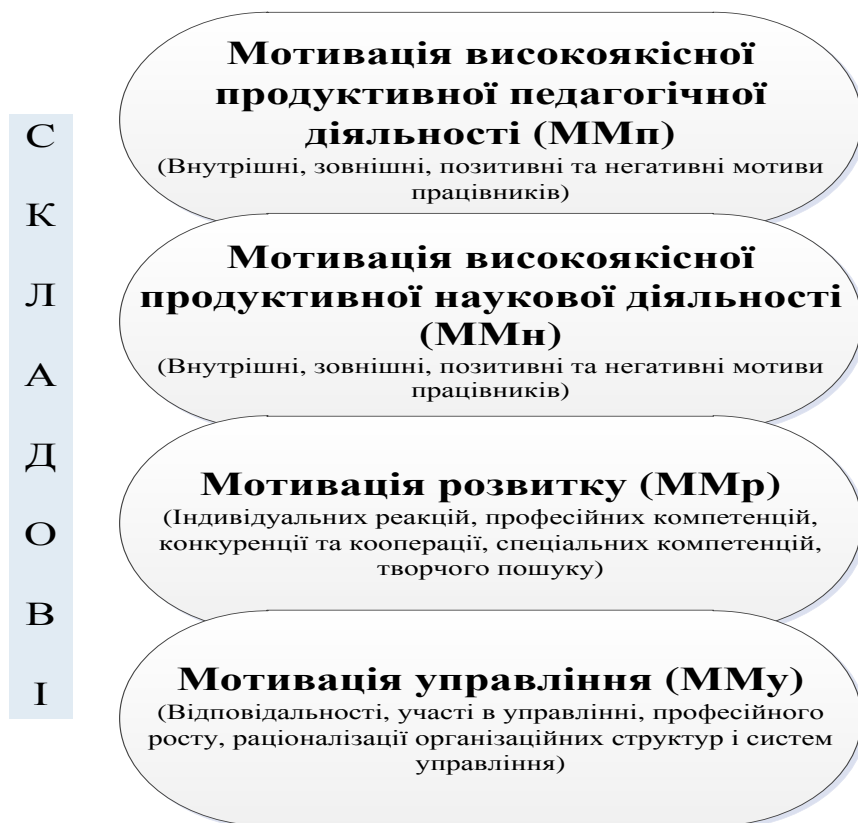 С
К
Л
А
Д
О
В
І
Мотивація високоякісної
продуктивної педагогічної
діяльності (ММп)
(Внутрішні, зовнішні, позитивні та негативні мотиви
працівників)
Мотивація високоякісної
продуктивної наукової діяльності
(ММн)
(Внутрішні, зовнішні, позитивні та негативні мотиви
працівників)
Мотивація розвитку (ММр)
(Індивідуальних реакцій, професійних компетенцій,
конкуренції та кооперації, спеціальних компетенцій,
творчого пошуку)
Мотивація управління (ММу)
(Відповідальності, участі в управлінні, професійного
росту, раціоналізації організаційних структур і систем
управління)